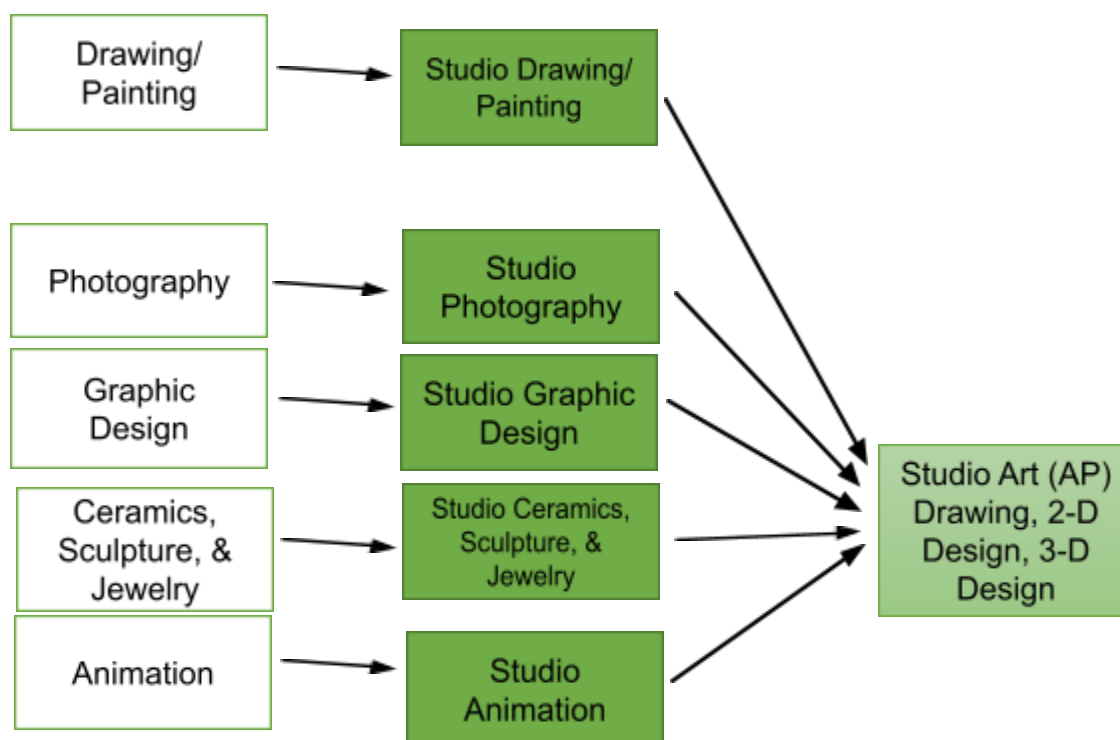 Drawing/
Painting
Studio Drawing/
Painting
Photography
Studio
Photography
Graphic
Design
Studio Graphic
Design
Ceramics,
Sculpture, &
Jewelry
Studio Ceramics,
Sculpture, &
Jewelry
Animation
Studio
Animation
Studio Art (AP)
Drawing, 2-D
Design, 3-D
Design